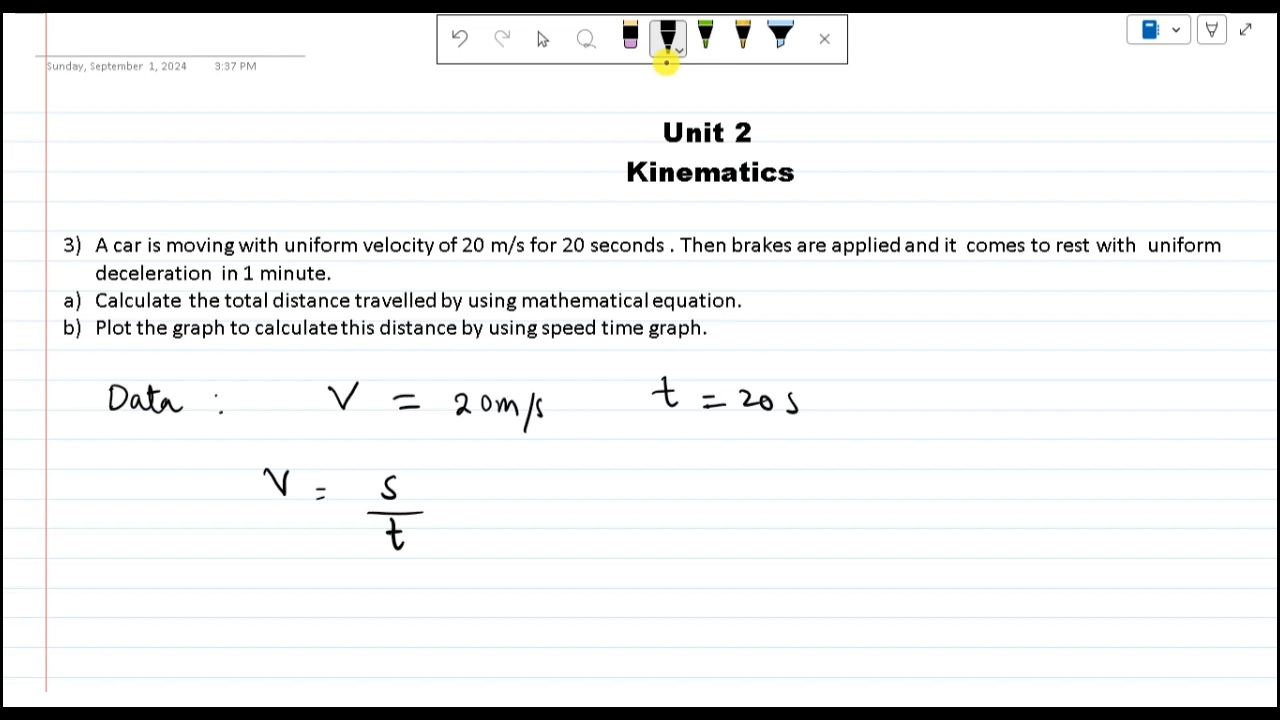 Sunday, September 1, 2024 3:37 PM
Unit 2
Kinematics
3) A car is moving with uniform velocity of 20 m/s for 20 seconds . Then brakes are applied and it comes to rest with uniform
deceleration in 1 minute.
a) Calculate the total distance travelled by using mathematical equation.
b) Plot the graph to calculate this distance by using speed time graph.
Data : V = 20m/s t = 20 s
V = s
t